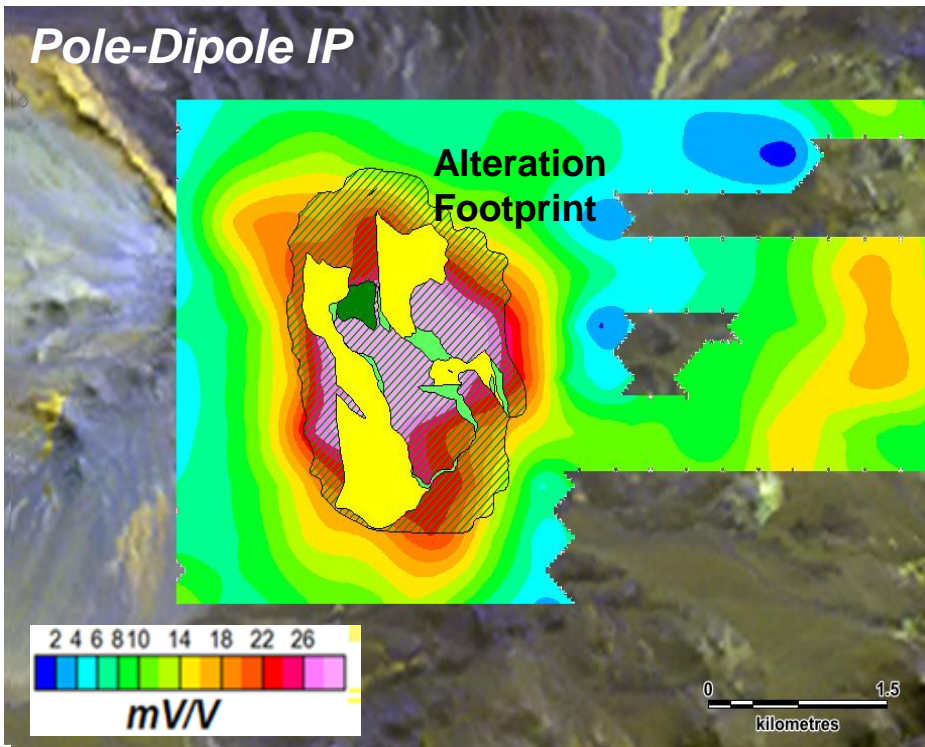 Pole-Dipole IP
Alteration
Footprint
2 4 6 8 10 14 18 22 26
mV/V
0 1.5
kilometres